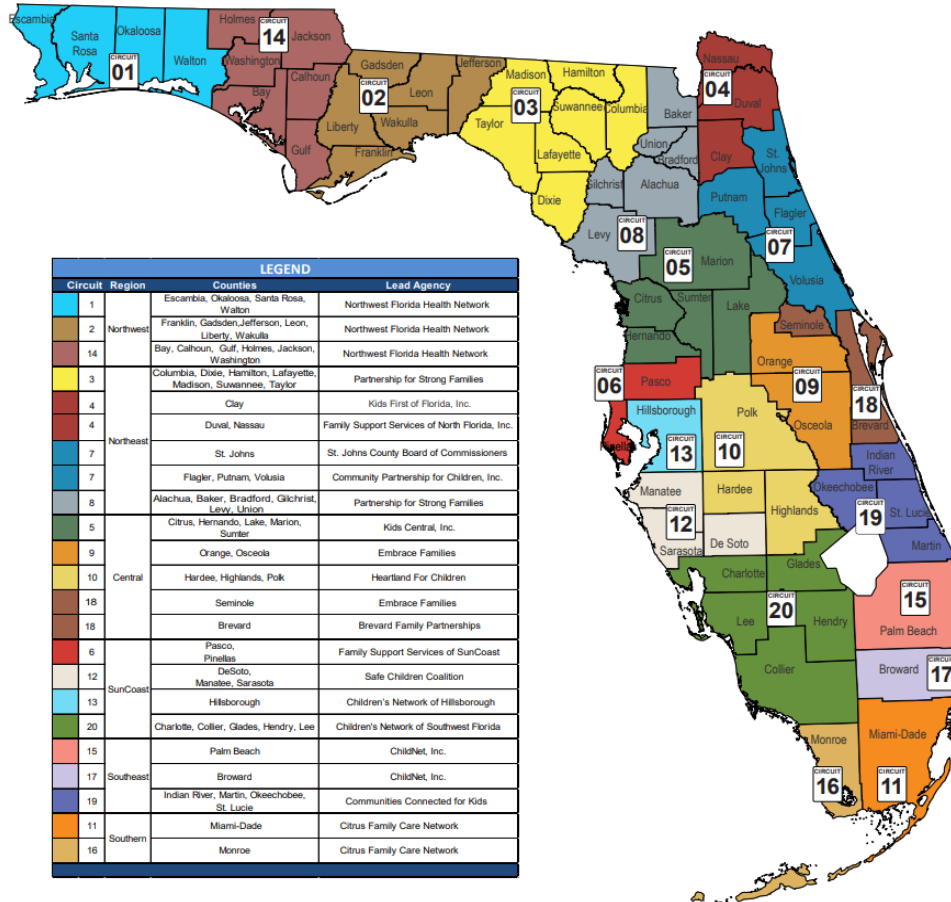 Escambia
Santa
Rosa
Okaloosa
Walton
CIRCUIT
01
Holmes
CIRCUIT
14
Jackson
Washington
Calhoun
Bay
Gulf
Gadsden
CIRCUIT
02
Jefferson
Leon
Liberty
Wakulla
Franklin
Madison
Hamilton
CIRCUIT
03
Suwannee
Columbia
Taylor
Lafayette
Dixie
Nassau
CIRCUIT
04
Duval
Clay
Baker
Union
Bradford
Gilchrist
Alachua
Levy
CIRCUIT
08
St.
Johns
Putnam
Flagler
CIRCUIT
07
Volusia
CIRCUIT
05
Marion
Citrus
Sumter
Lake
Hernando
Seminole
Orange
CIRCUIT
09
Osceola
CIRCUIT
18
Brevard
CIRCUIT
06
Pasco
Pinellas
Hillsborough
CIRCUIT
13
Polk
CIRCUIT
10
Hardee
Highlands
Manatee
CIRCUIT
12
Sarasota
De Soto
Indian
River
Okeechobee
St. Lucie
CIRCUIT
19
Martin
Charlotte
Glades
CIRCUIT
20
Lee
Hendry
Collier
CIRCUIT
15
Palm Beach
Broward
CIRCUIT
17
Monroe
CIRCUIT
16
Miami-Dade
CIRCUIT
11
LEGEND
Circuit Region Counties Lead Agency
1 Escambia, Okaloosa, Santa Rosa,
Walton Northwest Florida Health Network
Northwest
2 Franklin, Gadsden,Jefferson, Leon,
Liberty, Wakulla Northwest Florida Health Network
14 Bay, Calhoun, Gulf, Holmes, Jackson,
Washington Northwest Florida Health Network
3 Columbia, Dixie, Hamilton, Lafayette,
Madison, Suwannee, Taylor Partnership for Strong Families
4 Clay Kids First of Florida, Inc.
4 Duval, Nassau Family Support Services of North Florida, Inc.
Northeast
7 St. Johns St. Johns County Board of Commissioners
7 Flagler, Putnam, Volusia Community Partnership for Children, Inc.
8 Alachua, Baker, Bradford, Gilchrist,
Levy, Union Partnership for Strong Families
5 Citrus, Hernando, Lake, Marion,
Sumter Kids Central, Inc.
9 Orange, Osceola Embrace Families
Central
10 Hardee, Highlands, Polk Heartland For Children
18 Seminole Embrace Families
18 Brevard Brevard Family Partnerships
6 Pasco,
Pinellas Family Support Services of SunCoast
12 DeSoto,
Manatee, Sarasota Safe Children Coalition
SunCoast
13 Hillsborough Children's Network of Hillsborough
20 Charlotte, Collier, Glades, Hendry, Lee Children's Network of Southwest Florida
15 Palm Beach ChildNet, Inc.
Southeast
17 Broward ChildNet, Inc.
19 Indian River, Martin, Okeechobee,
St. Lucie Communities Connected for Kids
11 Miami-Dade Citrus Family Care Network
Southern
16 Monroe Citrus Family Care Network